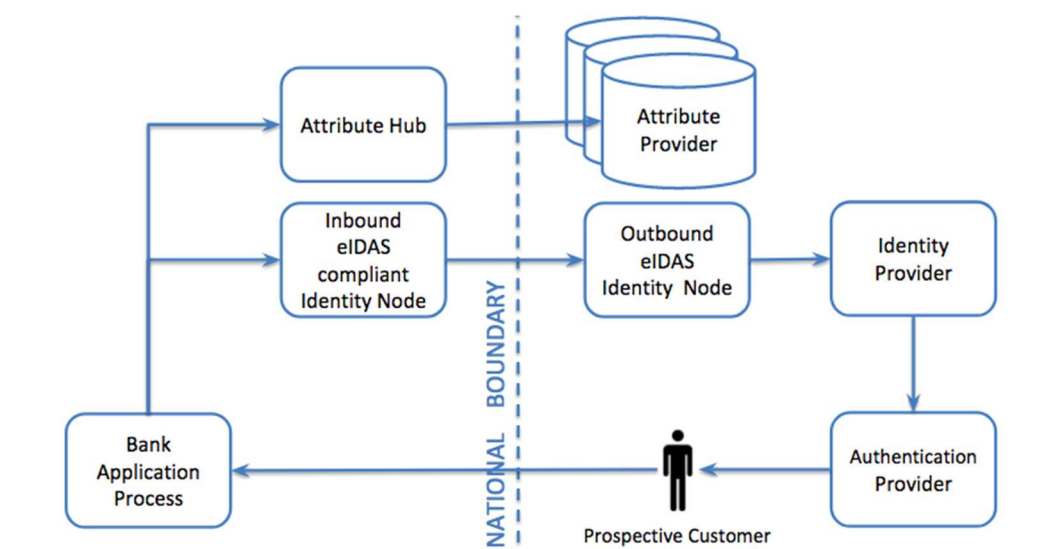 Attribute Hub
Attribute
Provider
Inbound
eIDAS
compliant
Identity Node
Outbound
eIDAS
Identity Node
Identity
Provider
NATIONAL BOUNDARY
Bank
Application
Process
Authentication
Provider
Prospective Customer